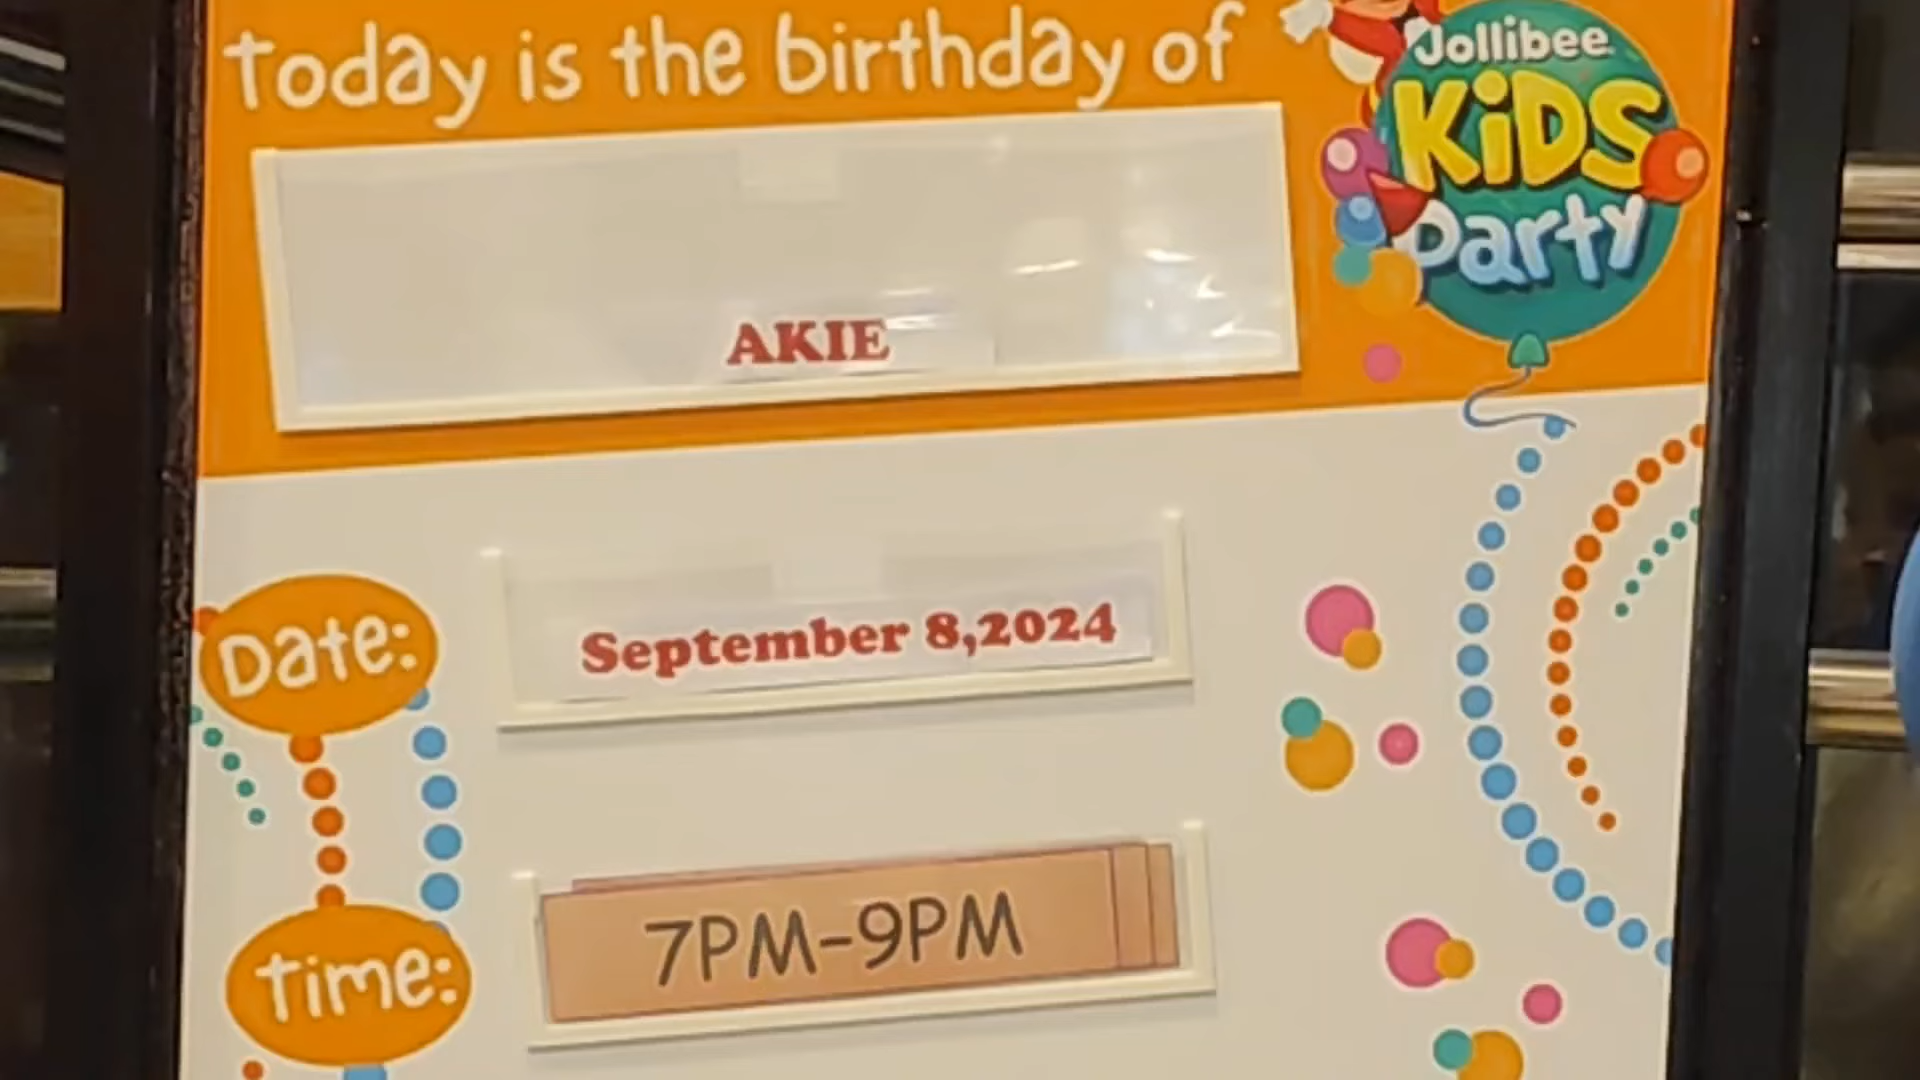 Today is the birthday of
Jollibee
KiDS
Party
AKIE
Date:
September 8,2024
Time:
7PM-9PM